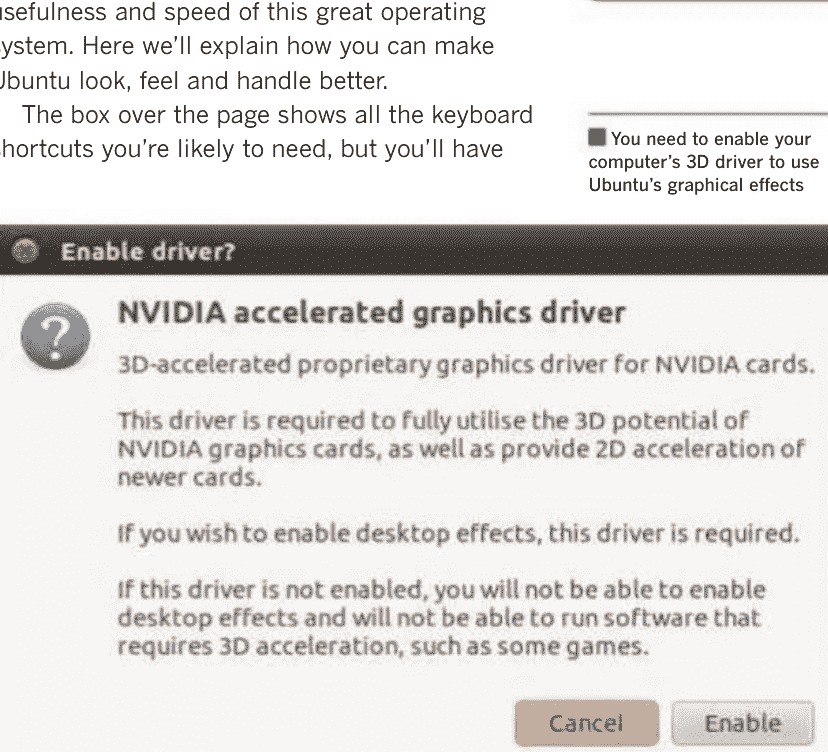 usefulness and speed of this great operating
system. Here we'll explain how you can make
Ubuntu look, feel and handle better.
The box over the page shows all the keyboard
shortcuts you're likely to need, but you'll have
You need to enable your
computer's 3D driver to use
Ubuntu's graphical effects
Enable driver?
NVIDIA accelerated graphics driver
3D-accelerated proprietary graphics driver for NVIDIA cards.
This driver is required to fully utilise the 3D potential of
NVIDIA graphics cards, as well as provide 2D acceleration of
newer cards.
If you wish to enable desktop effects, this driver is required.
If this driver is not enabled, you will not be able to enable
desktop effects and will not be able to run software that
requires 3D acceleration, such as some games.
Cancel
Enable